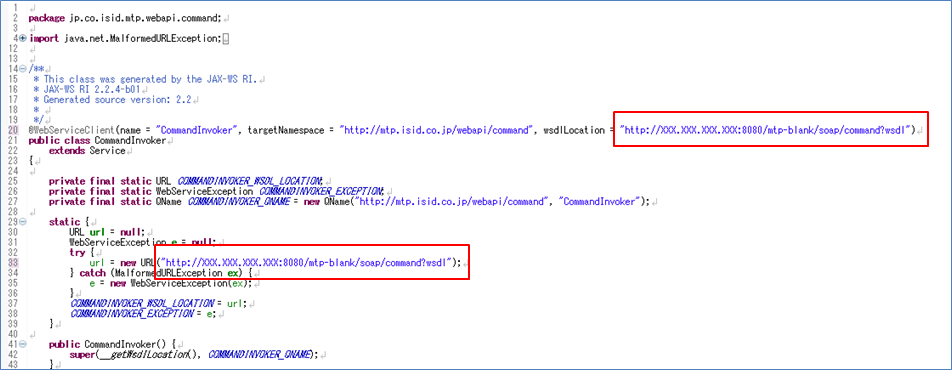 1
2 package jp.co.isid.mtp.webapi.command;
3
4 import java.net.MalformedURLException;
12
13
14 /**
15 * This class was generated by the JAX-WS RI.
16 * JAX-WS RI 2.2.4-b01
17 * Generated source version: 2.2
18 *
19 */
20 @WebServiceClient(name = "CommandInvoker", targetNamespace = "http://mtp.isid.co.jp/webapi/command", wsdlLocation = "http://XXX.XXX.XXX.XXX:8080/mtp-blank/soap/command?wsdl")
21 public class CommandInvoker
22 extends Service
23 {
24
25 private final static URL COMMANDINVOKER_WSDL_LOCATION;
26 private final static WebServiceException COMMANDINVOKER_EXCEPTION;
27 private final static QName COMMANDINVOKER_QNAME = new QName("http://mtp.isid.co.jp/webapi/command", "CommandInvoker");
28
29 static {
30 URL url = null;
31 WebServiceException e = null;
32 try {
33 url = new URL("http://XXX.XXX.XXX.XXX:8080/mtp-blank/soap/command?wsdl");
34 } catch (MalformedURLException ex) {
35 e = new WebServiceException(ex);
36 }
37 COMMANDINVOKER_WSDL_LOCATION = url;
38 COMMANDINVOKER_EXCEPTION = e;
39 }
40
41 public CommandInvoker() {
42 super(__getWsdlLocation(), COMMANDINVOKER_QNAME);
43 }